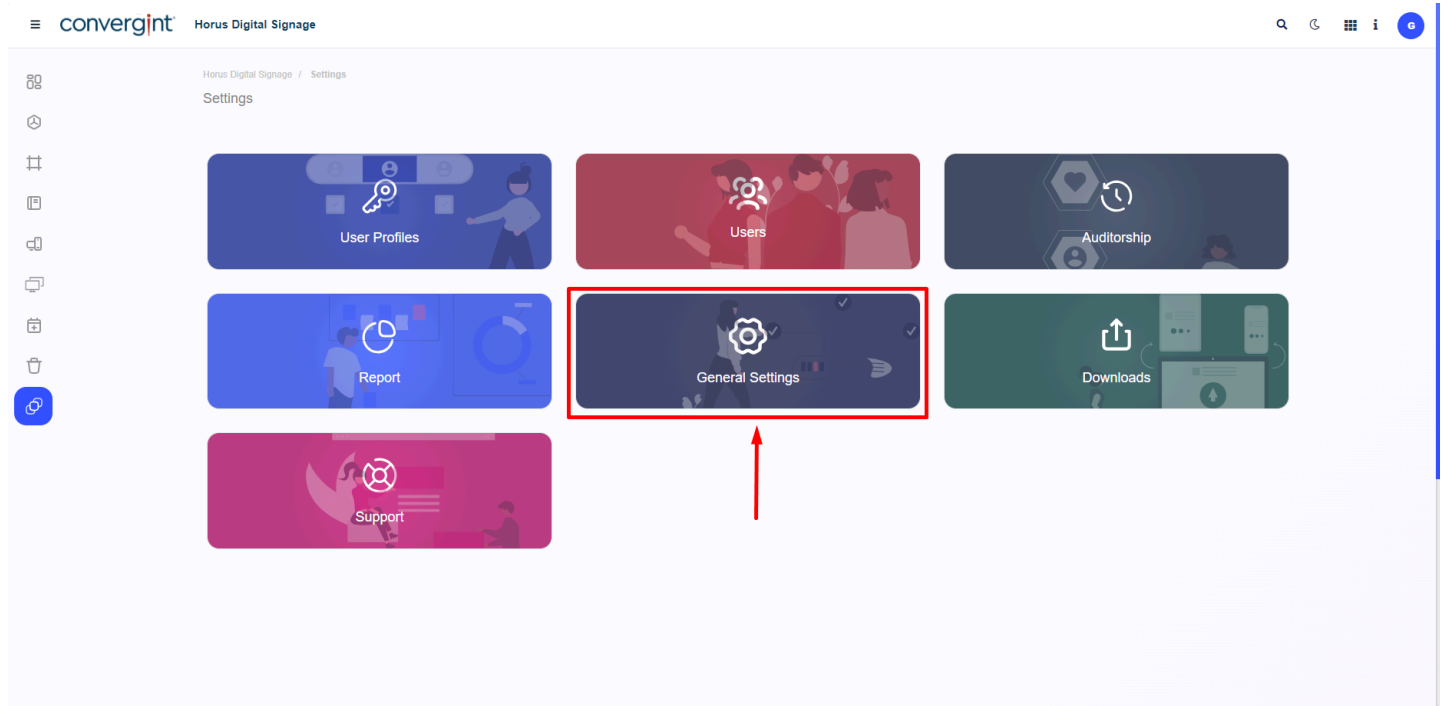 convergint Horus Digital Signage i G
Horus Digital Signage / Settings
Settings
User Profiles
Users
Auditorship
Report
General Settings
Downloads
Support